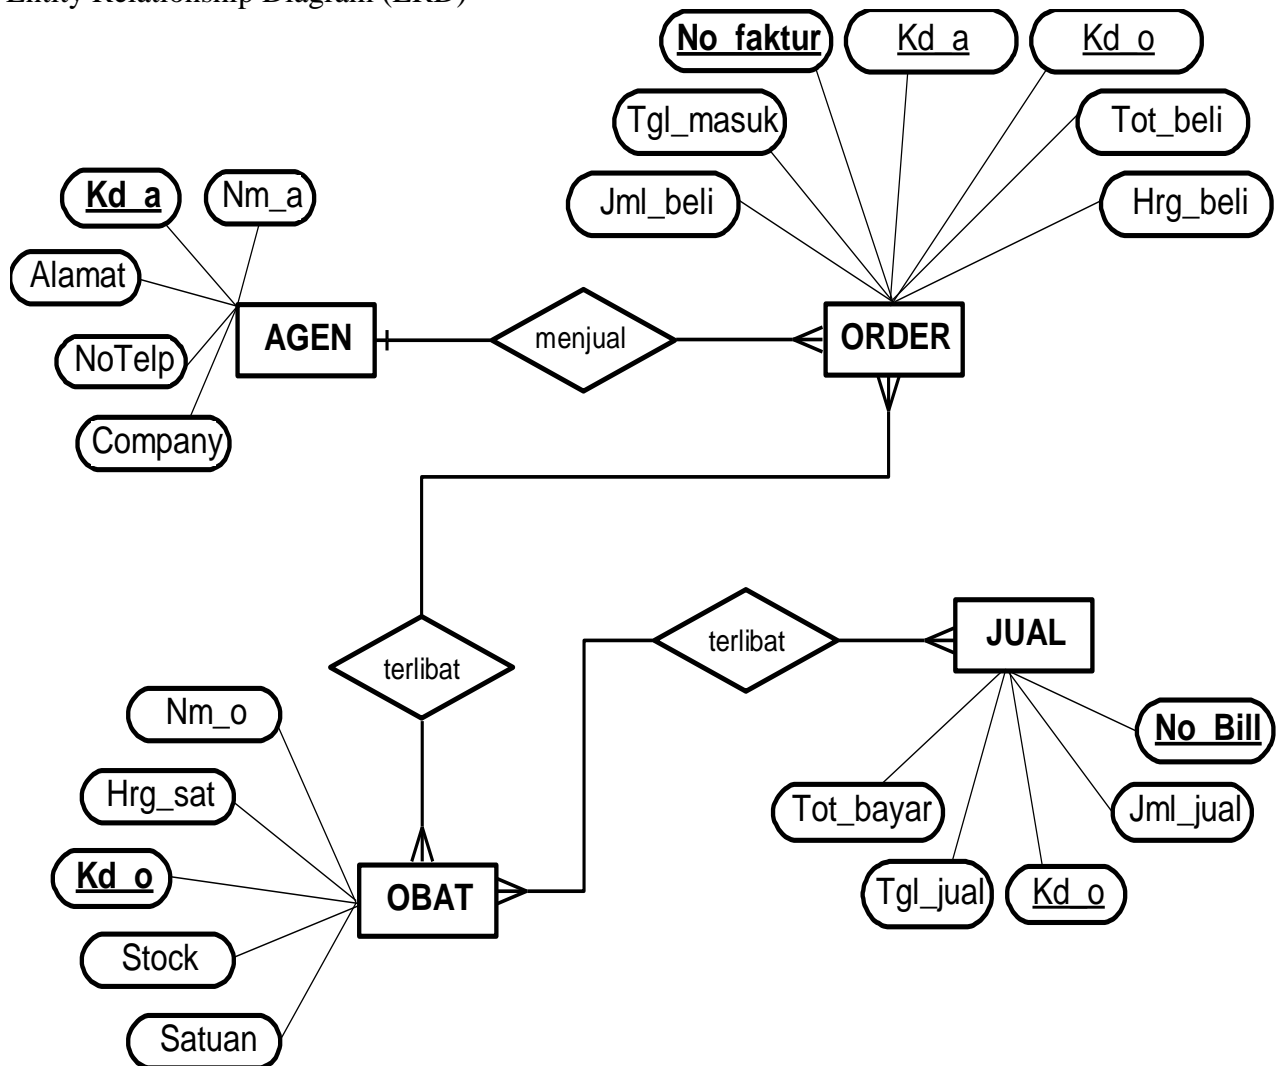 Entity Relationship Diagram (ERD)
No_faktur
Kd_a
Kd_o
Tgl_masuk
Tot_beli
Jml_beli
Hrg_beli
Kd_a
Nm_a
Alamat
NoTelp
Company
AGEN
menjual
ORDER
terlibat
terlibat
JUAL
Nm_o
Hrg_sat
Kd_o
Stock
Satuan
OBAT
No_Bill
Tot_bayar
Jml_jual
Tgl_jual
Kd_o